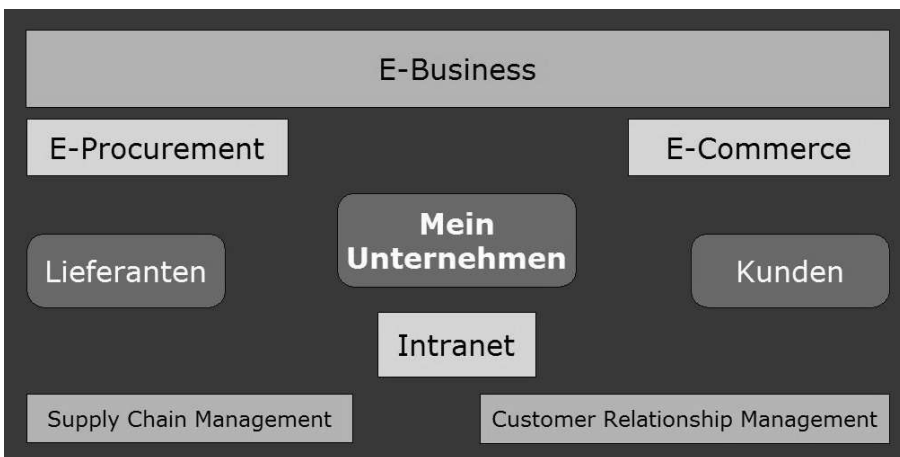 E-Business
E-Procurement
E-Commerce
Mein
Unternehmen
Lieferanten
Kunden
Intranet
Supply Chain Management
Customer Relationship Management